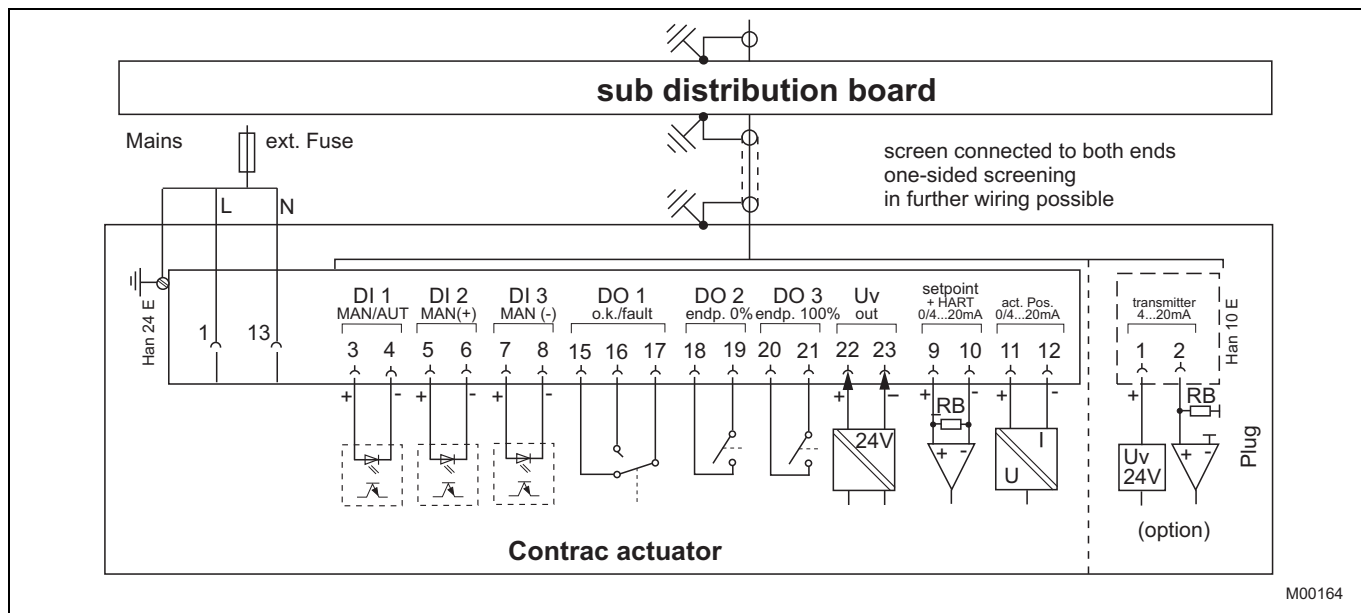 sub distribution board
Mains
ext. Fuse
screen connected to both ends
one-sided screening
in further wiring possible
L N
Han 24 E
1 13
DI 1
MAN/AUT
3 4
+ -
DI 2
MAN(+)
5 6
+ -
DI 3
MAN (-)
7 8
+ -
DO 1
o.k./fault
15 16 17
DO 2
endp. 0%
18 19
DO 3
endp. 100%
20 21
Uv
out
22 23
+ –
24V
setpoint
+ HART
0/4...20mA
9 10
+ -
RB
+ -
act. Pos.
0/4...20mA
11 12
+ -
I
U
transmitter
4...20mA
1 2
+
RB
Uv
24V
+ -
(option)
Han 10 E
Plug
Contrac actuator
M00164